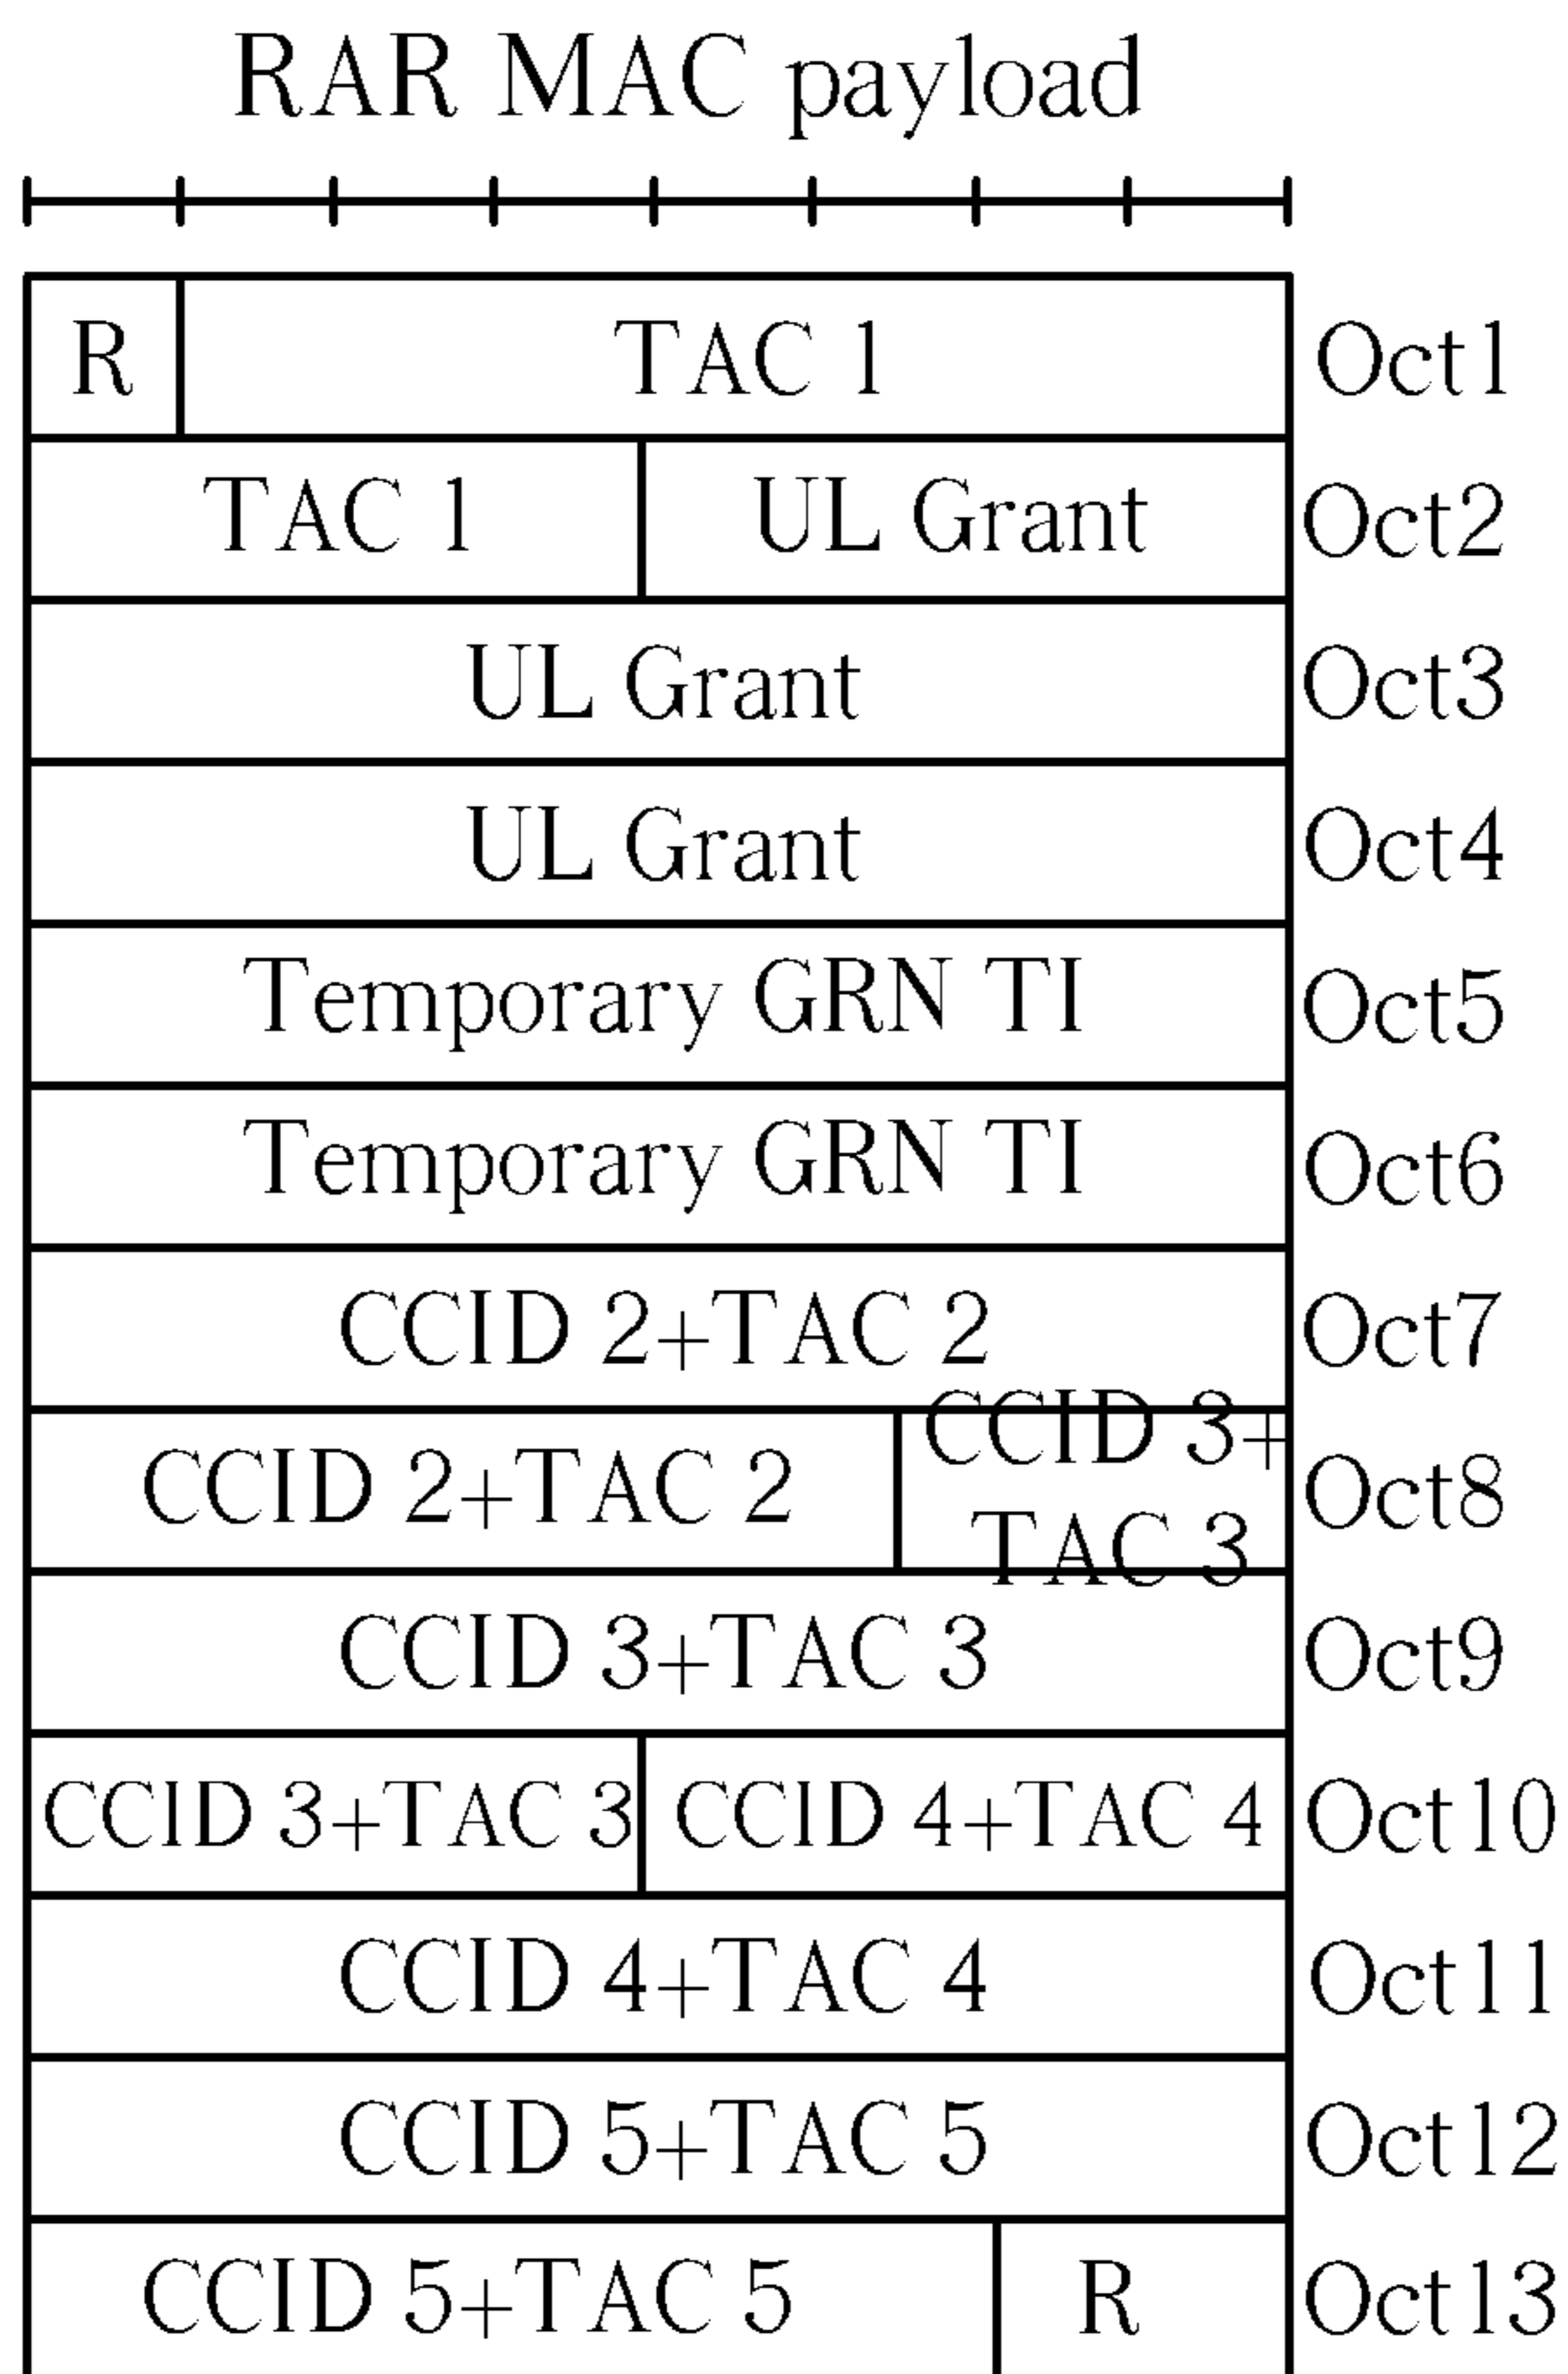 RAR MAC payload
R TAC 1 Oct1
TAC 1 UL Grant Oct2
UL Grant Oct3
UL Grant Oct4
Temporary GRN TI Oct5
Temporary GRN TI Oct6
CCID 2+TAC 2 Oct7
CCID 2+TAC 2 CCID 3+
TAC 3 Oct8
CCID 3+TAC 3 Oct9
CCID 3+TAC 3 CCID 4+TAC 4 Oct10
CCID 4+TAC 4 Oct11
CCID 5+TAC 5 Oct12
CCID 5+TAC 5 R Oct13